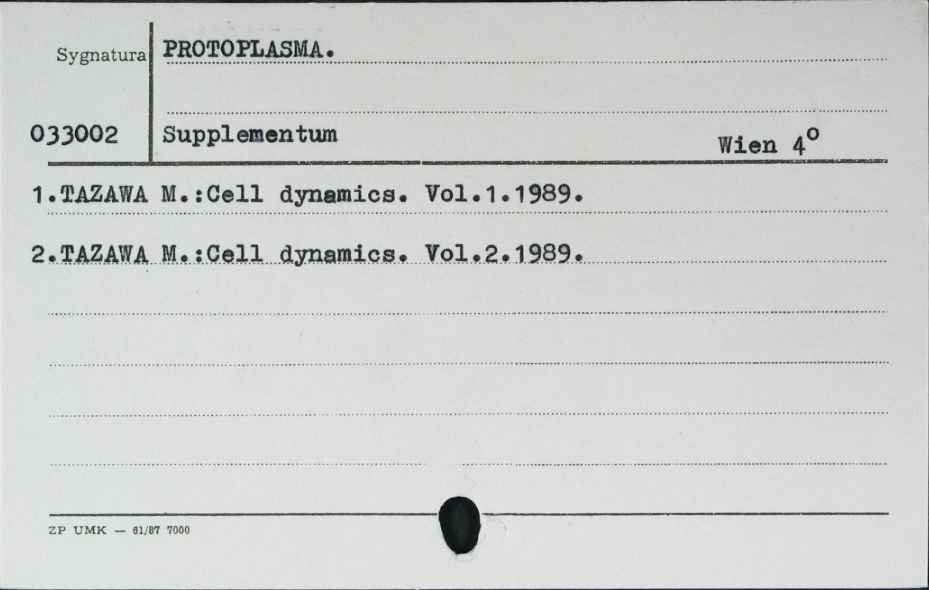 Sygnatura PROTOPLASMA.
033002 Supplementum Wien 4°
1.TAZAWA M.:Cell dynamics. Vol.1.1989.
2.TAZAWA M.:Cell dynamics. Vol.2.1989.
ZP UMK — 61/87 7000